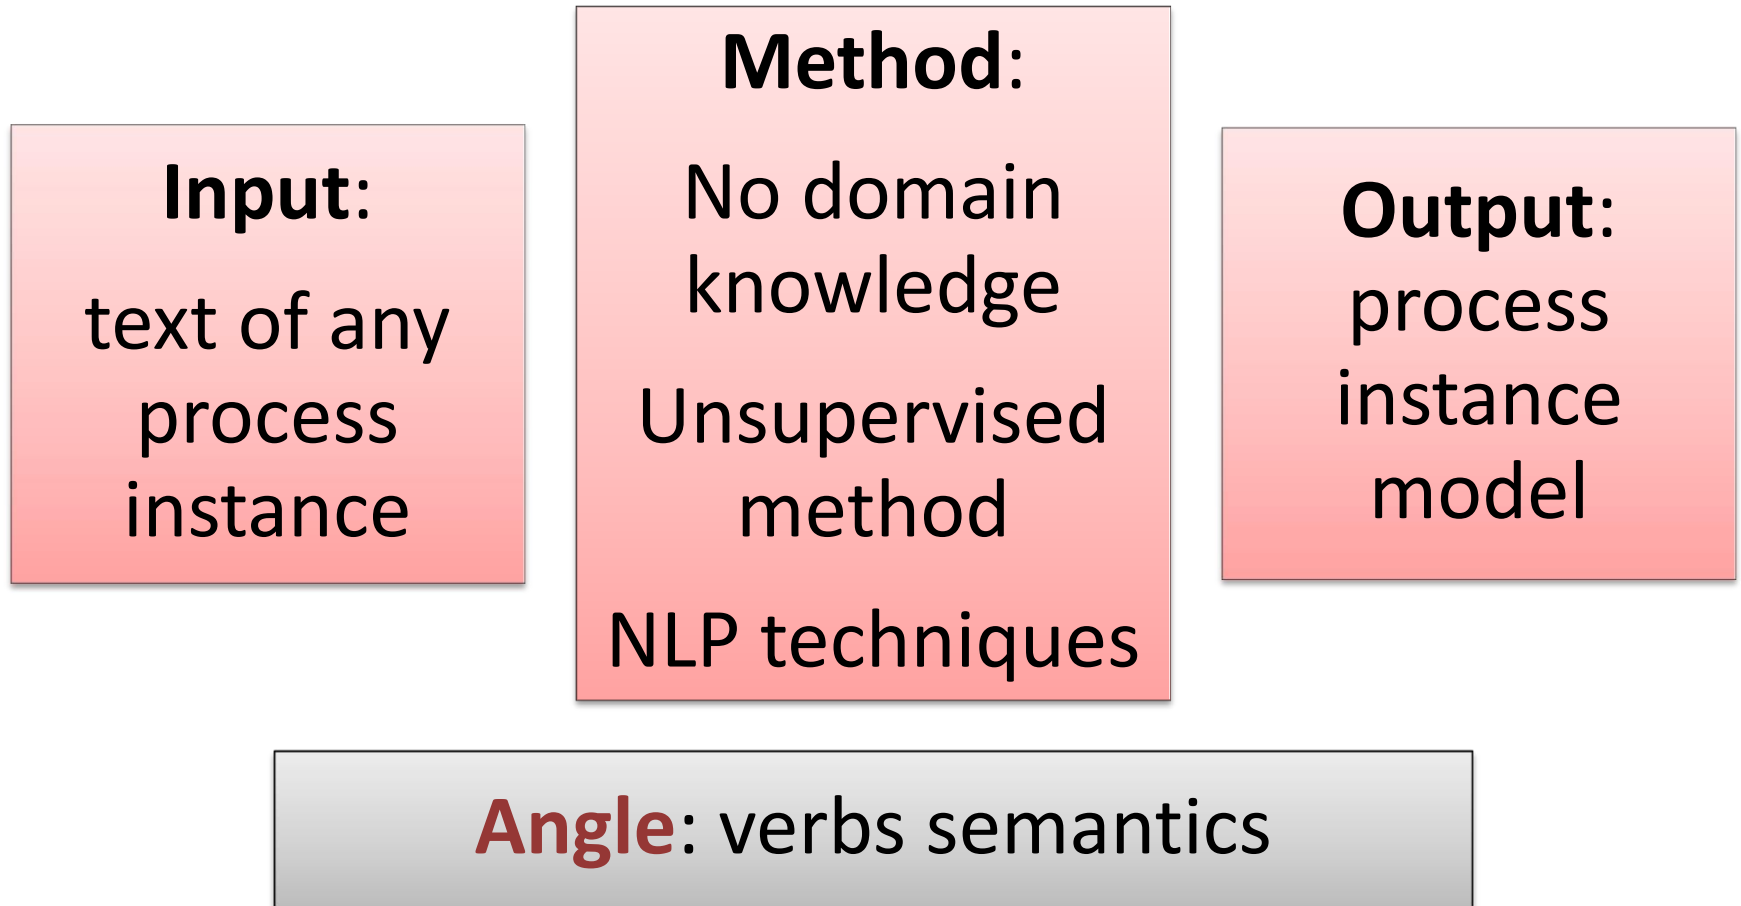 Input:
text of any
process
instance
Method:
No domain
knowledge
Unsupervised
method
NLP techniques
Output:
process
instance
model
Angle: verbs semantics